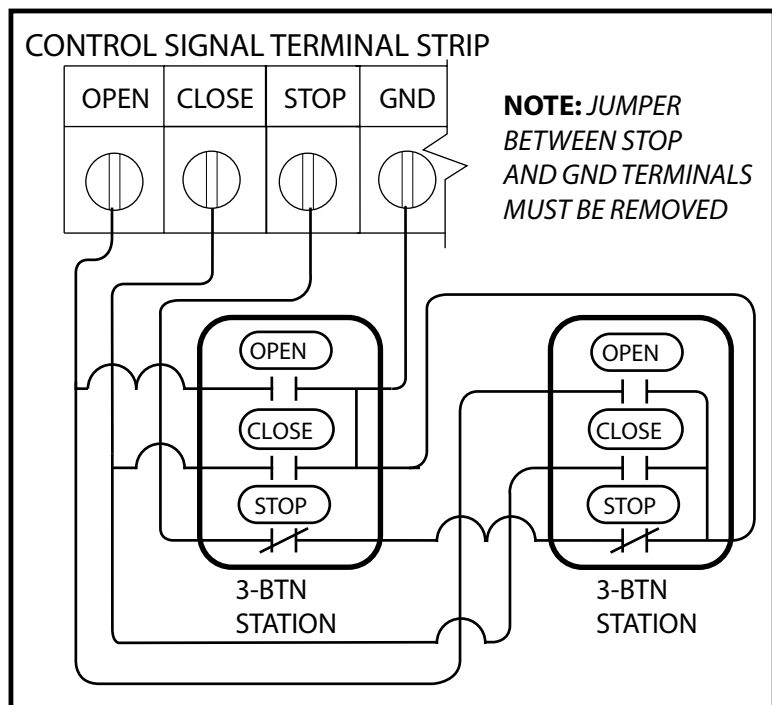 CONTROL SIGNAL TERMINAL STRIP
OPEN CLOSE STOP GND
NOTE: JUMPER
BETWEEN STOP
AND GND TERMINALS
MUST BE REMOVED
OPEN
CLOSE
STOP
3-BTN
STATION
OPEN
CLOSE
STOP
3-BTN
STATION